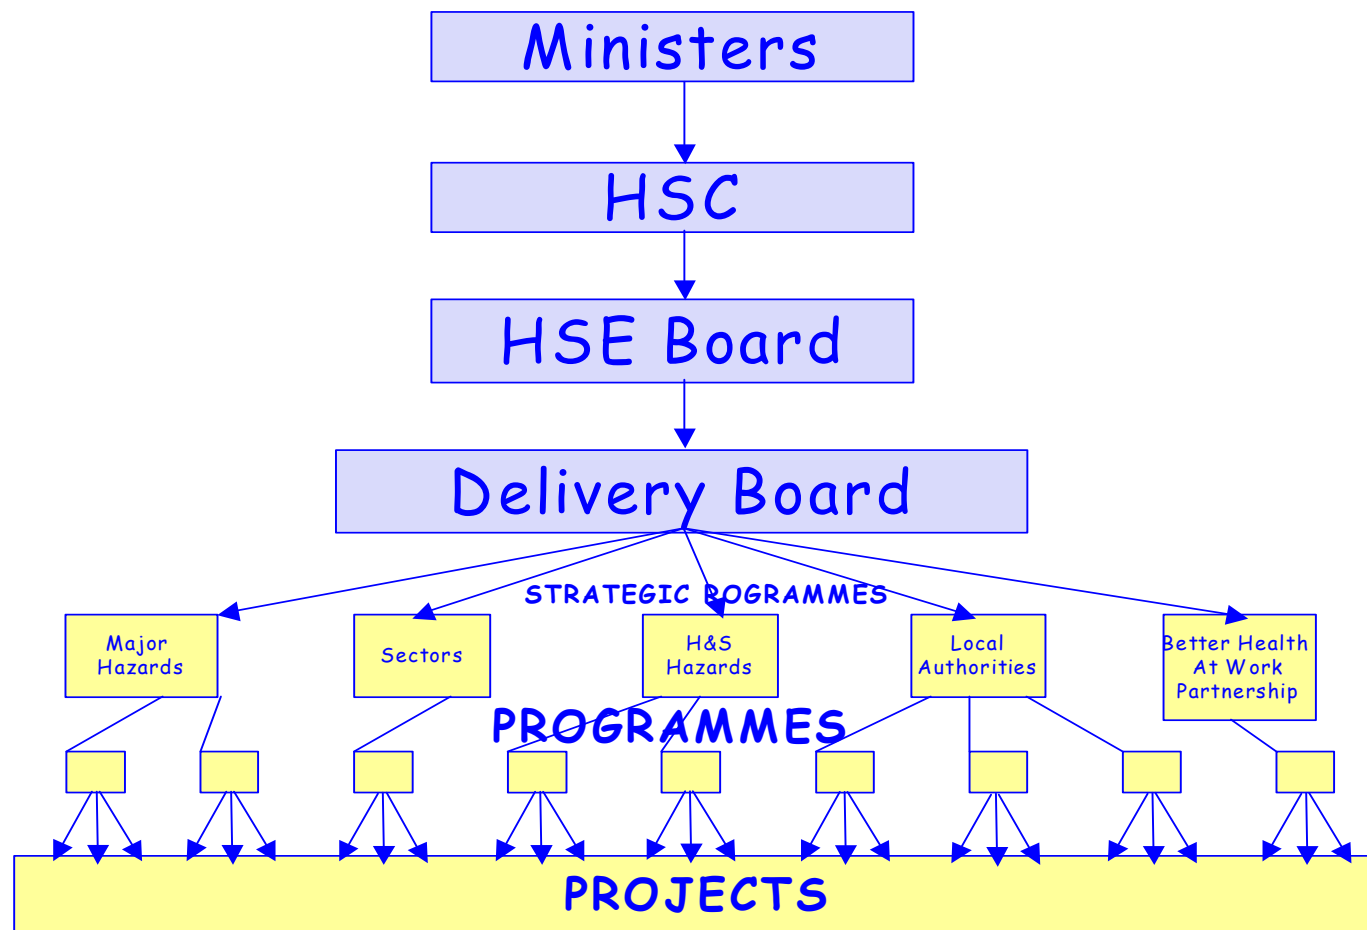 Ministers
HSC
HSE Board
Delivery Board
STRATEGIC ROGRAMMES
Major
Hazards
Sectors
H&S
Hazards
Local
Authorities
Better Health
At Work
Partnership
PROGRAMMES
PROJECTS